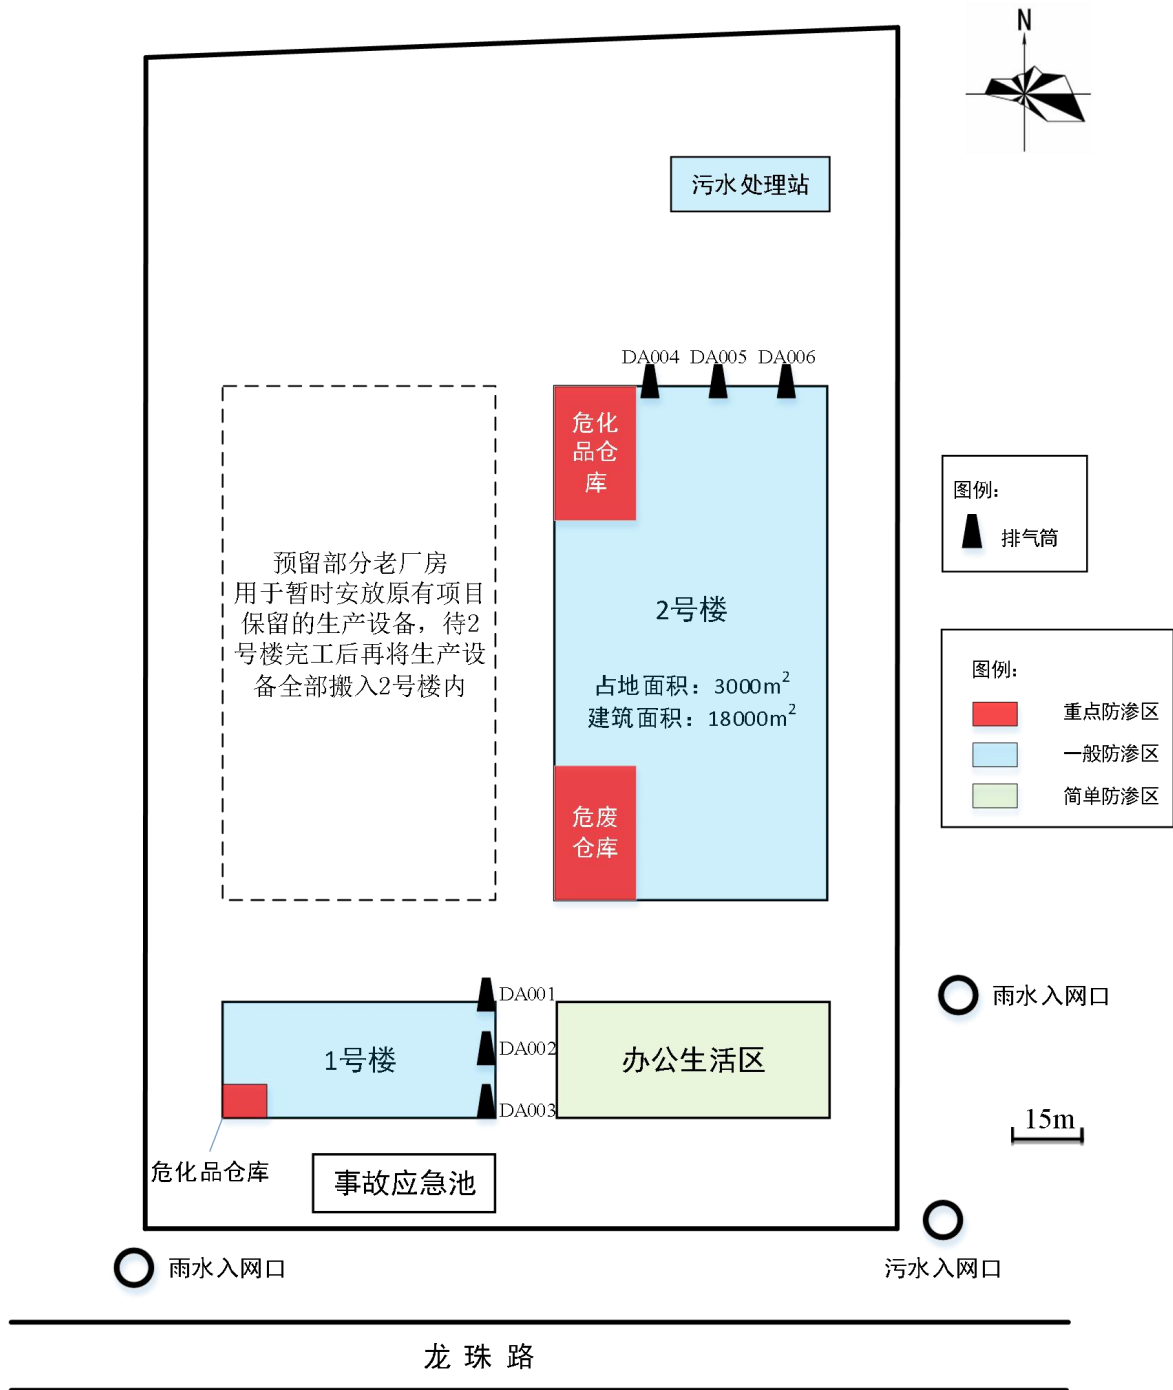 N
污水处理站
DA004 DA005 DA006
危化
品仓
库
预留部分老厂房
用于暂时安放原有项目
保留的生产设备，待2
号楼完工后再将生产设
备全部搬入2号楼内
2号楼
占地面积：3000m²
建筑面积：18000m²
危废
仓库
图例：
排气筒
图例：
重点防渗区
一般防渗区
简单防渗区
DA001
DA002
DA003
1号楼
办公生活区
危化品仓库
事故应急池
雨水入网口
15m
雨水入网口
污水入网口
龙珠路